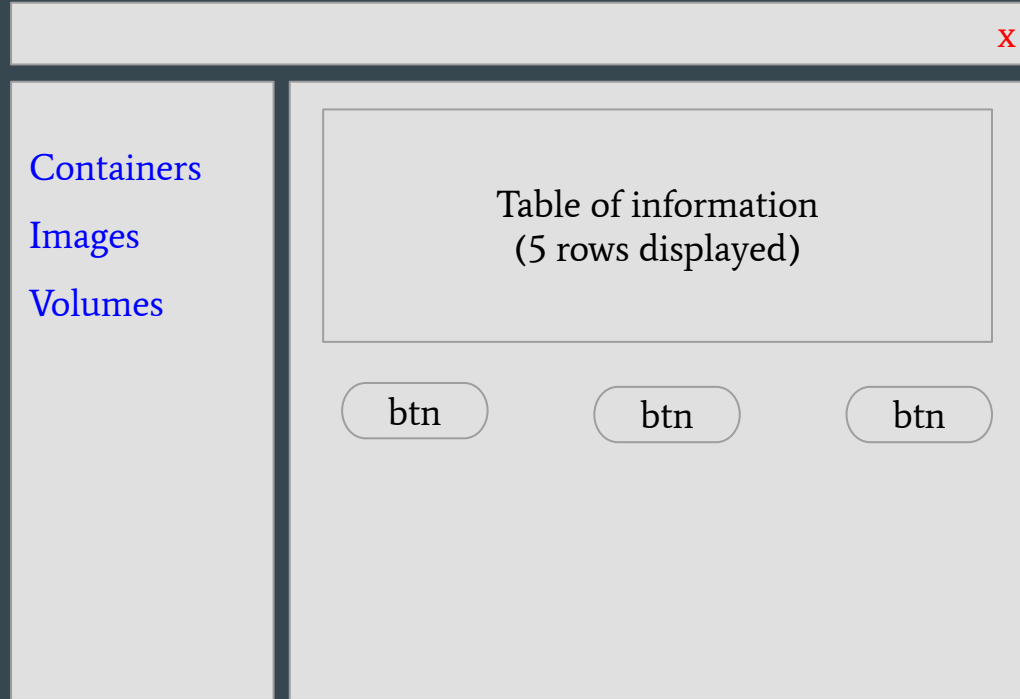 x
Containers
Images
Volumes
Table of information
(5 rows displayed)
btn
btn
btn